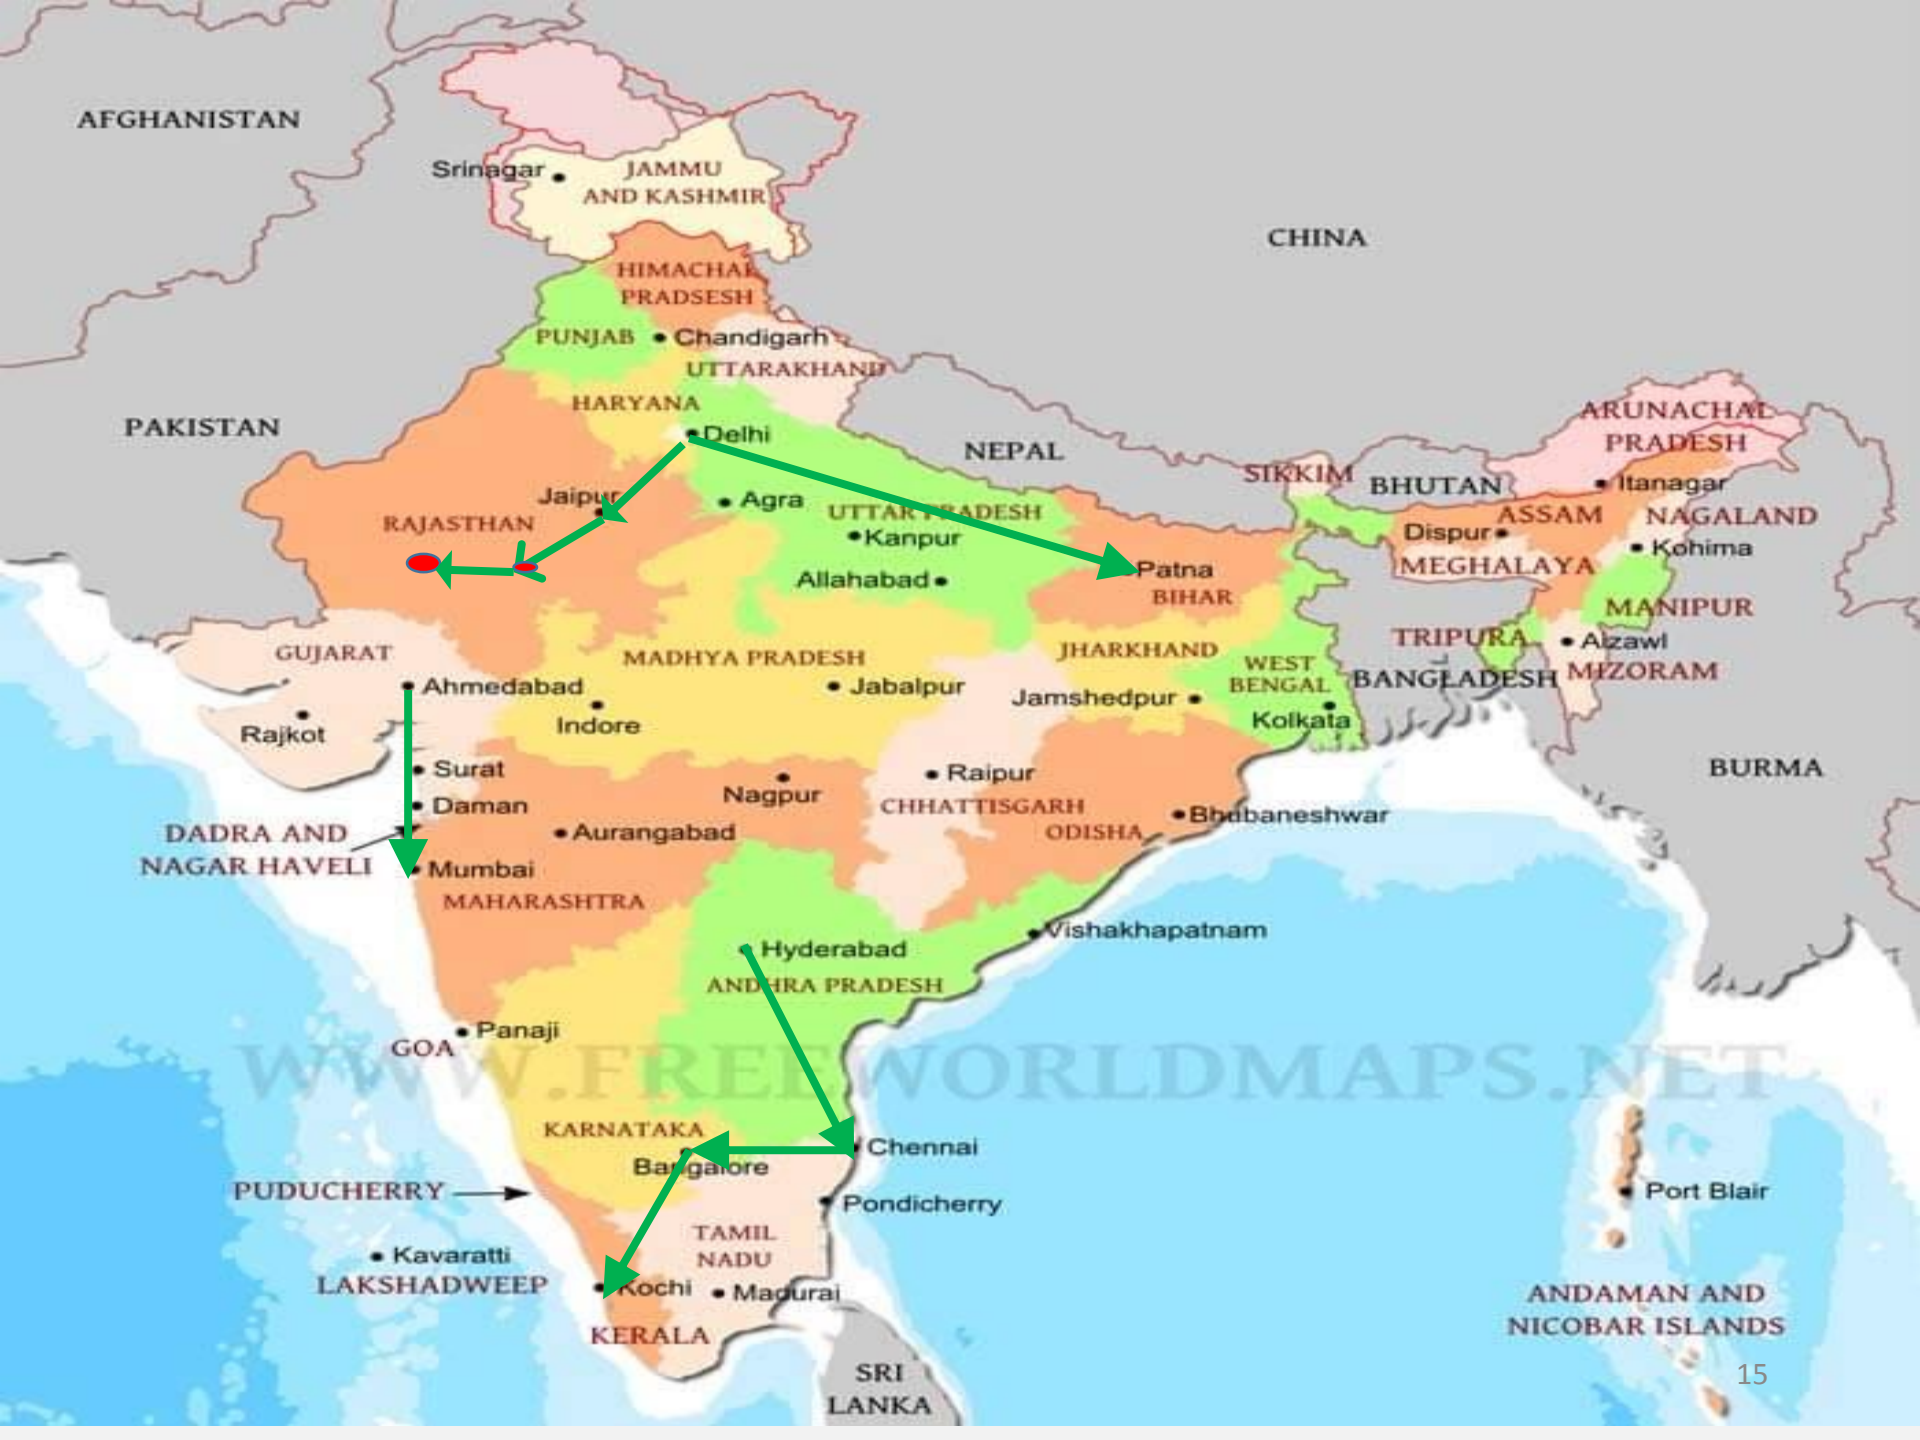 AFGHANISTAN
Srinagar
JAMMU
AND KASHMIR
CHINA
HIMACHAL
PRADSESH
PUNJAB
Chandigarh
UTTARAKHAND
HARYANA
PAKISTAN
Delhi
NEPAL
ARUNACHAL
PRADESH
SIKKIM
BHUTAN
Itanagar
Jaipur
Agra
RAJASTHAN
UTTAR PRADESH
Kanpur
ASSAM
NAGALAND
Dispur
Kohima
MEGHALAYA
Patna
Allahabad
BIHAR
MANIPUR
TRIPURA
Aizawl
GUJARAT
MADHYA PRADESH
JHARKHAND
WEST
BENGAL
BANGLADESH
MIZORAM
Ahmedabad
Jabalpur
Jamshedpur
Rajkot
Indore
Kolkata
Surat
Raipur
BURMA
Nagpur
Daman
CHHATTISGARH
DADRA AND
NAGAR HAVELI
Aurangabad
ODISHA
Bhubaneshwar
Mumbai
MAHARASHTRA
Vishakhapatnam
Hyderabad
ANDHRA PRADESH
Panaji
GOA
WWW.FREEWORLDMAPS.NET
KARNATAKA
Bangalore
Chennai
PUDUCHERRY
Pondicherry
Port Blair
TAMIL
NADU
Kavaratti
LAKSHADWEEP
Kochi
Madurai
ANDAMAN AND
NICOBAR ISLANDS
KERALA
SRI
LANKA
15